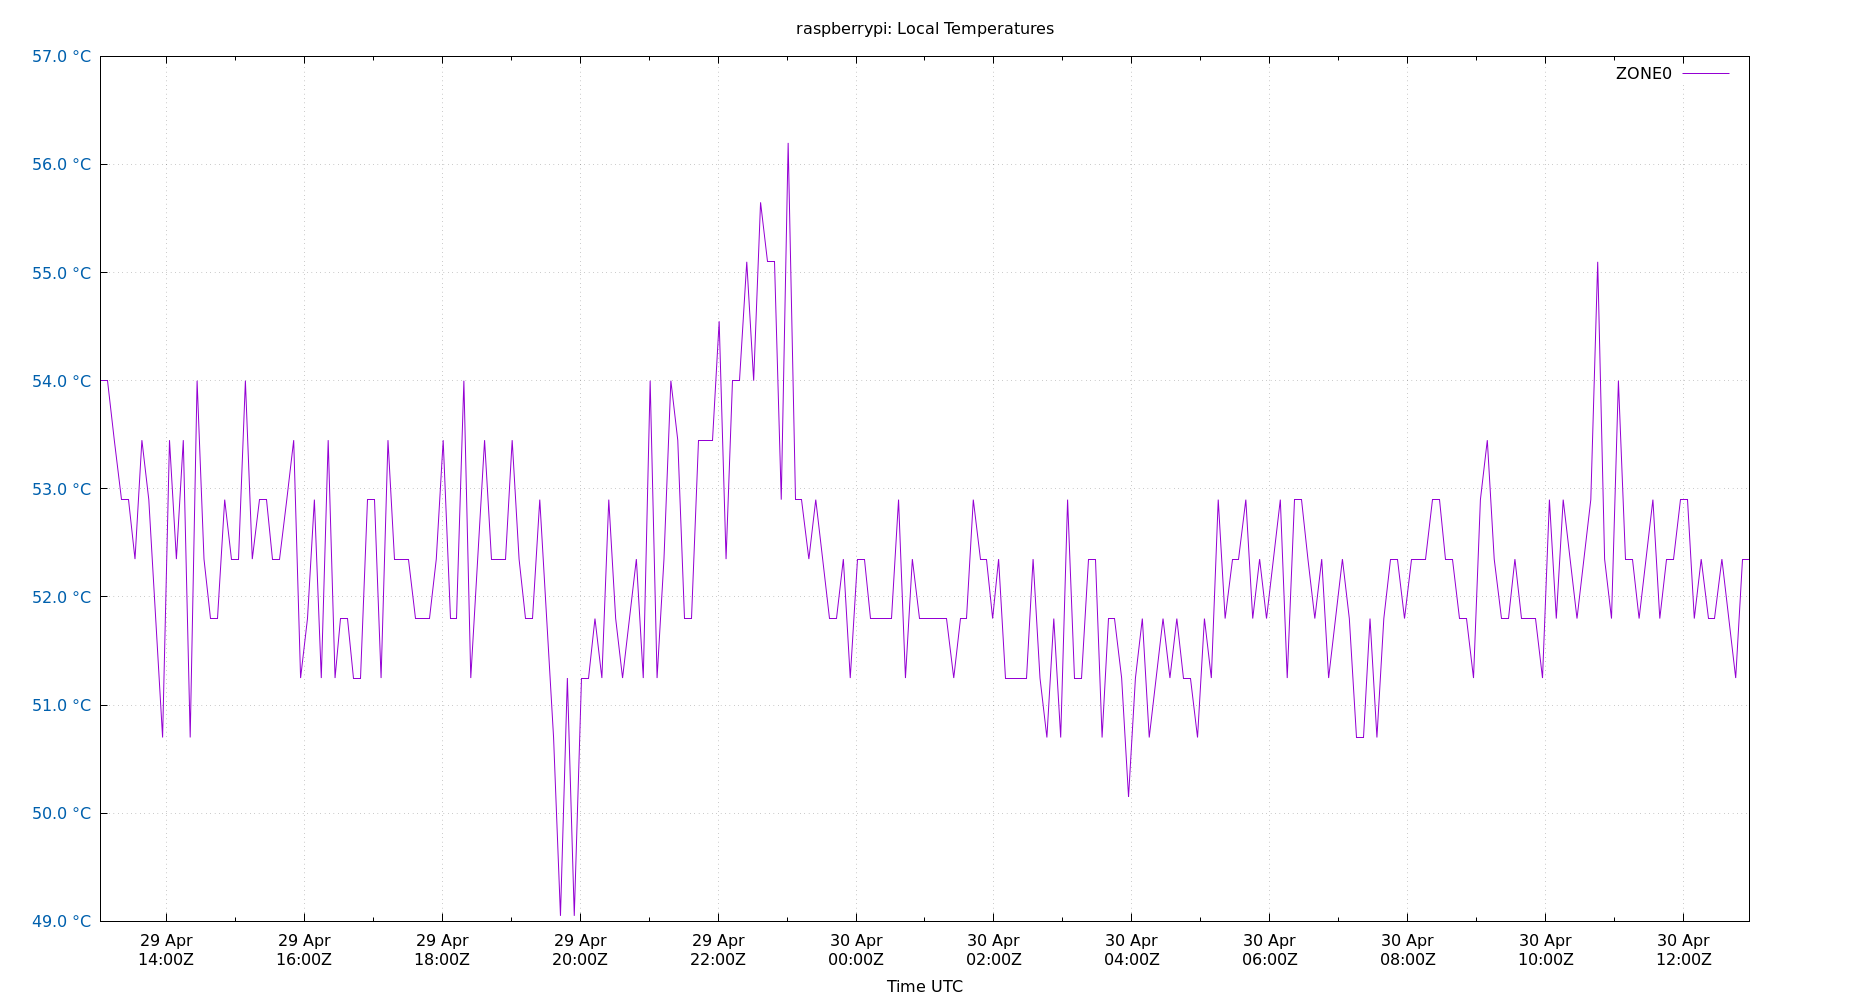 raspberrypi: Local Temperatures
57.0 °C
56.0 °C
55.0 °C
54.0 °C
53.0 °C
52.0 °C
51.0 °C
50.0 °C
49.0 °C
ZONE0
29 Apr
14:00Z
29 Apr
16:00Z
29 Apr
18:00Z
29 Apr
20:00Z
29 Apr
22:00Z
30 Apr
00:00Z
30 Apr
02:00Z
30 Apr
04:00Z
30 Apr
06:00Z
30 Apr
08:00Z
30 Apr
10:00Z
30 Apr
12:00Z
Time UTC